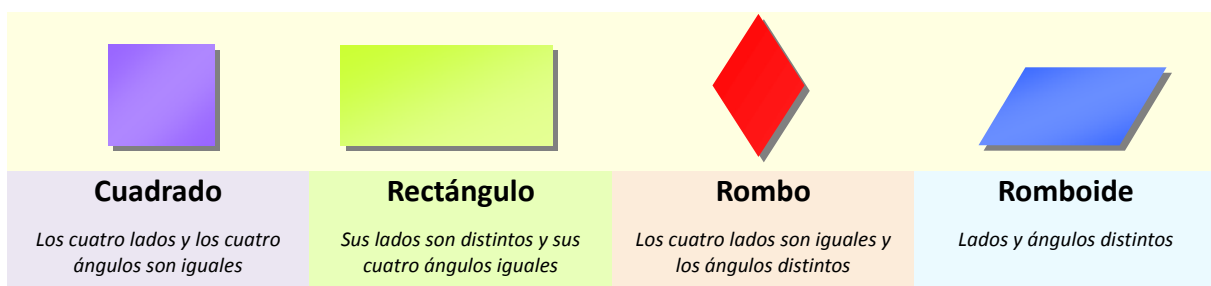 Cuadrado
Los cuatro lados y los cuatro
ángulos son iguales
Rectángulo
Sus lados son distintos y sus
cuatro ángulos iguales
Rombo
Los cuatro lados son iguales y
los ángulos distintos
Romboide
Lados y ángulos distintos